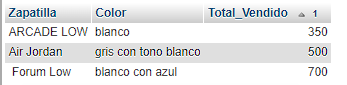 Zapatilla Color Total_Vendido 1
ARCADE LOW blanco 350
Air Jordan gris con tono blanco 500
Forum Low blanco con azul 700